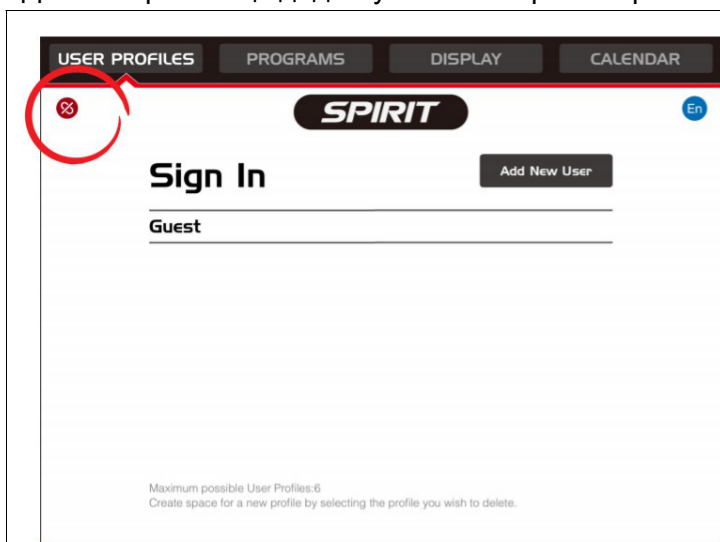 USER PROFILES PROGRAMS DISPLAY CALENDAR
SPIRIT
En
Sign In
Add New User
Guest
Maximum possible User Profiles:6
Create space for a new profile by selecting the profile you wish to delete.